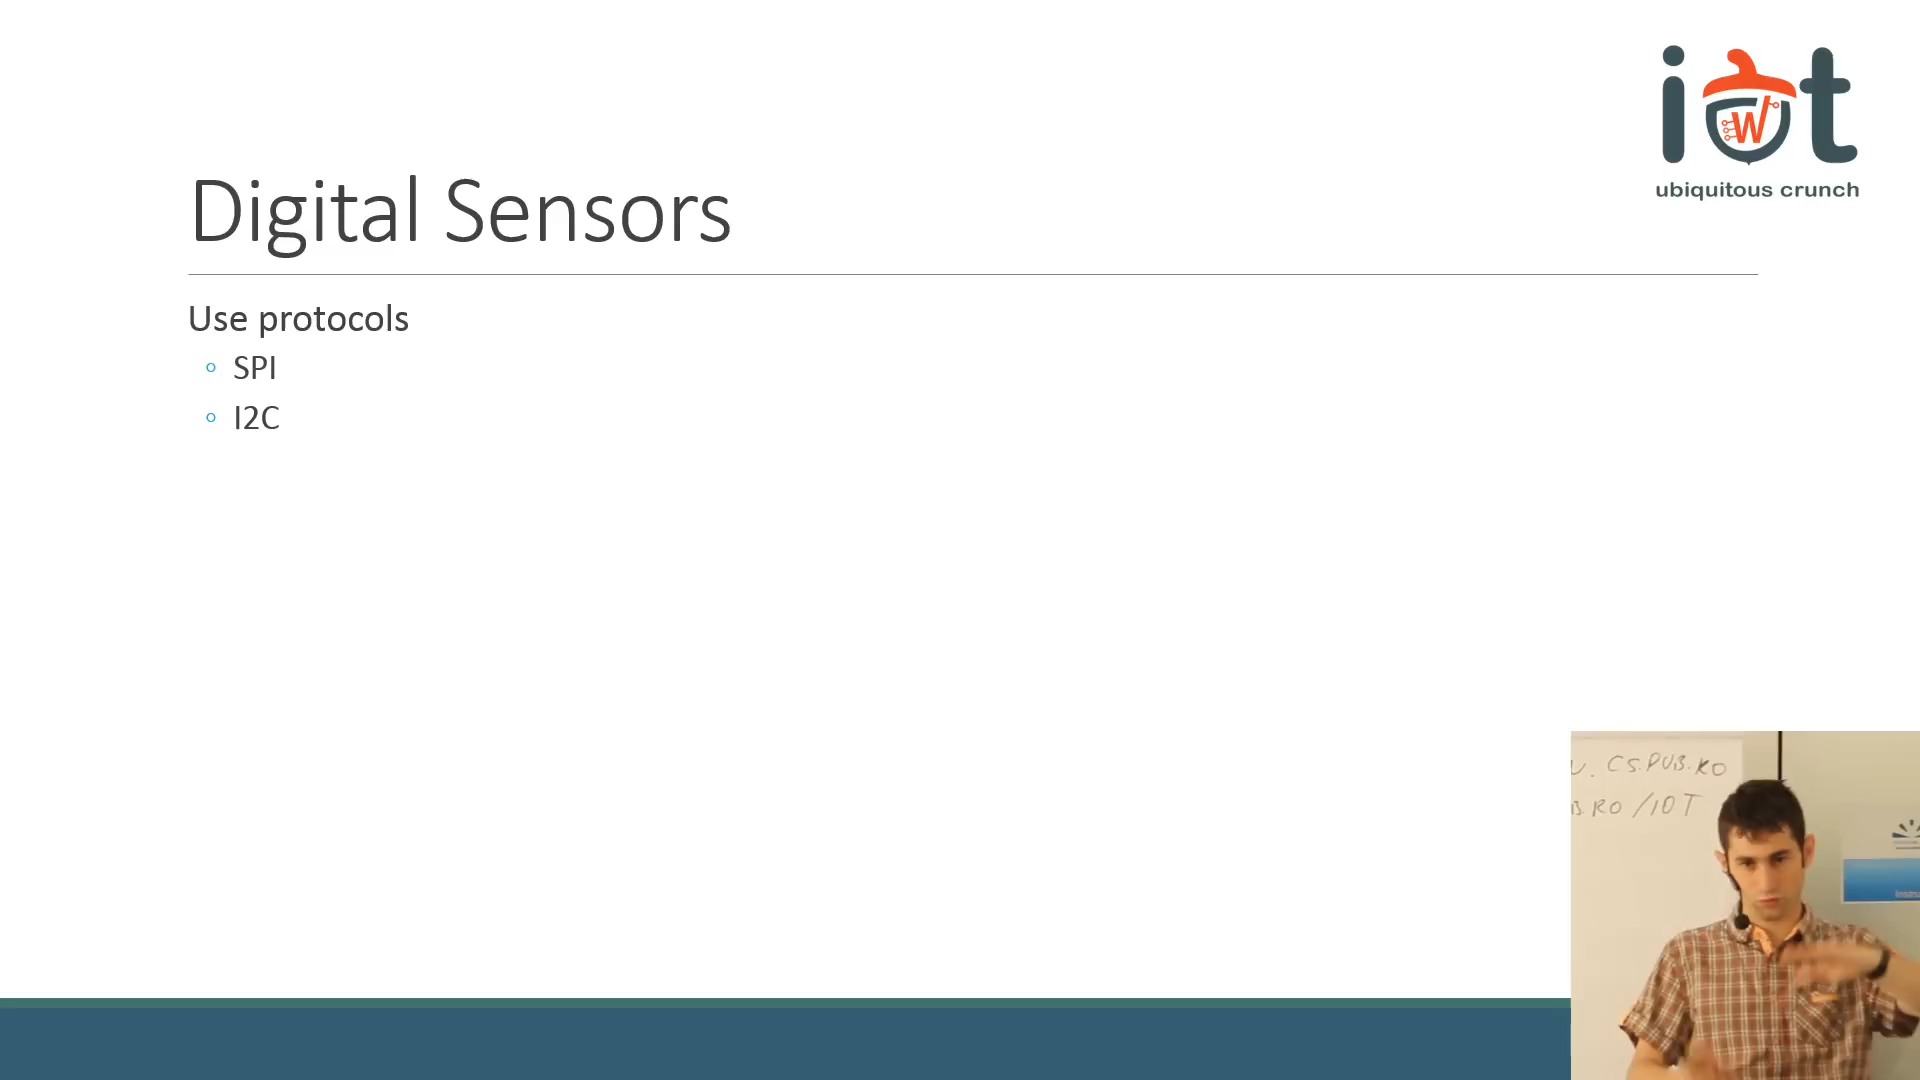 iot
W
ubiquitous crunch
Digital Sensors
Use protocols
SPI
I2C
. CS.PUB.RO
B.RO/IOT